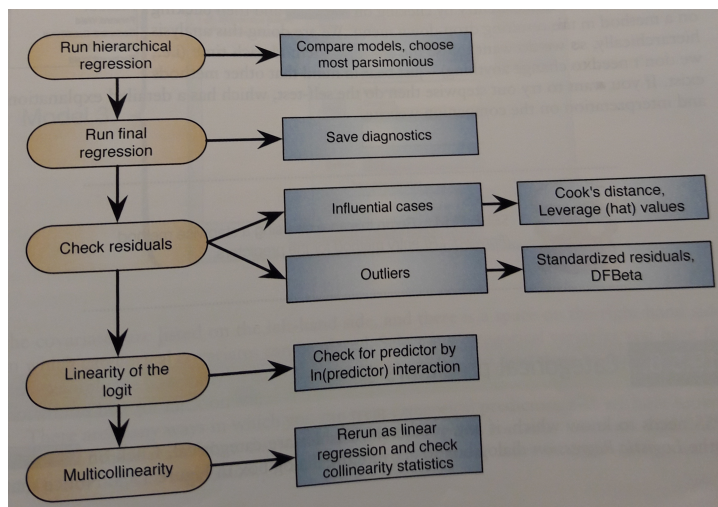 Run hierarchical
regression
Compare models, choose
most parsimonious
Run final
regression
Save diagnostics
Check residuals
Influential cases
Cook's distance,
Leverage (hat) values
Outliers
Standardized residuals,
DFBeta
Linearity of the
logit
Check for predictor by
ln(predictor) interaction
Multicollinearity
Rerun as linear
regression and check
collinearity statistics